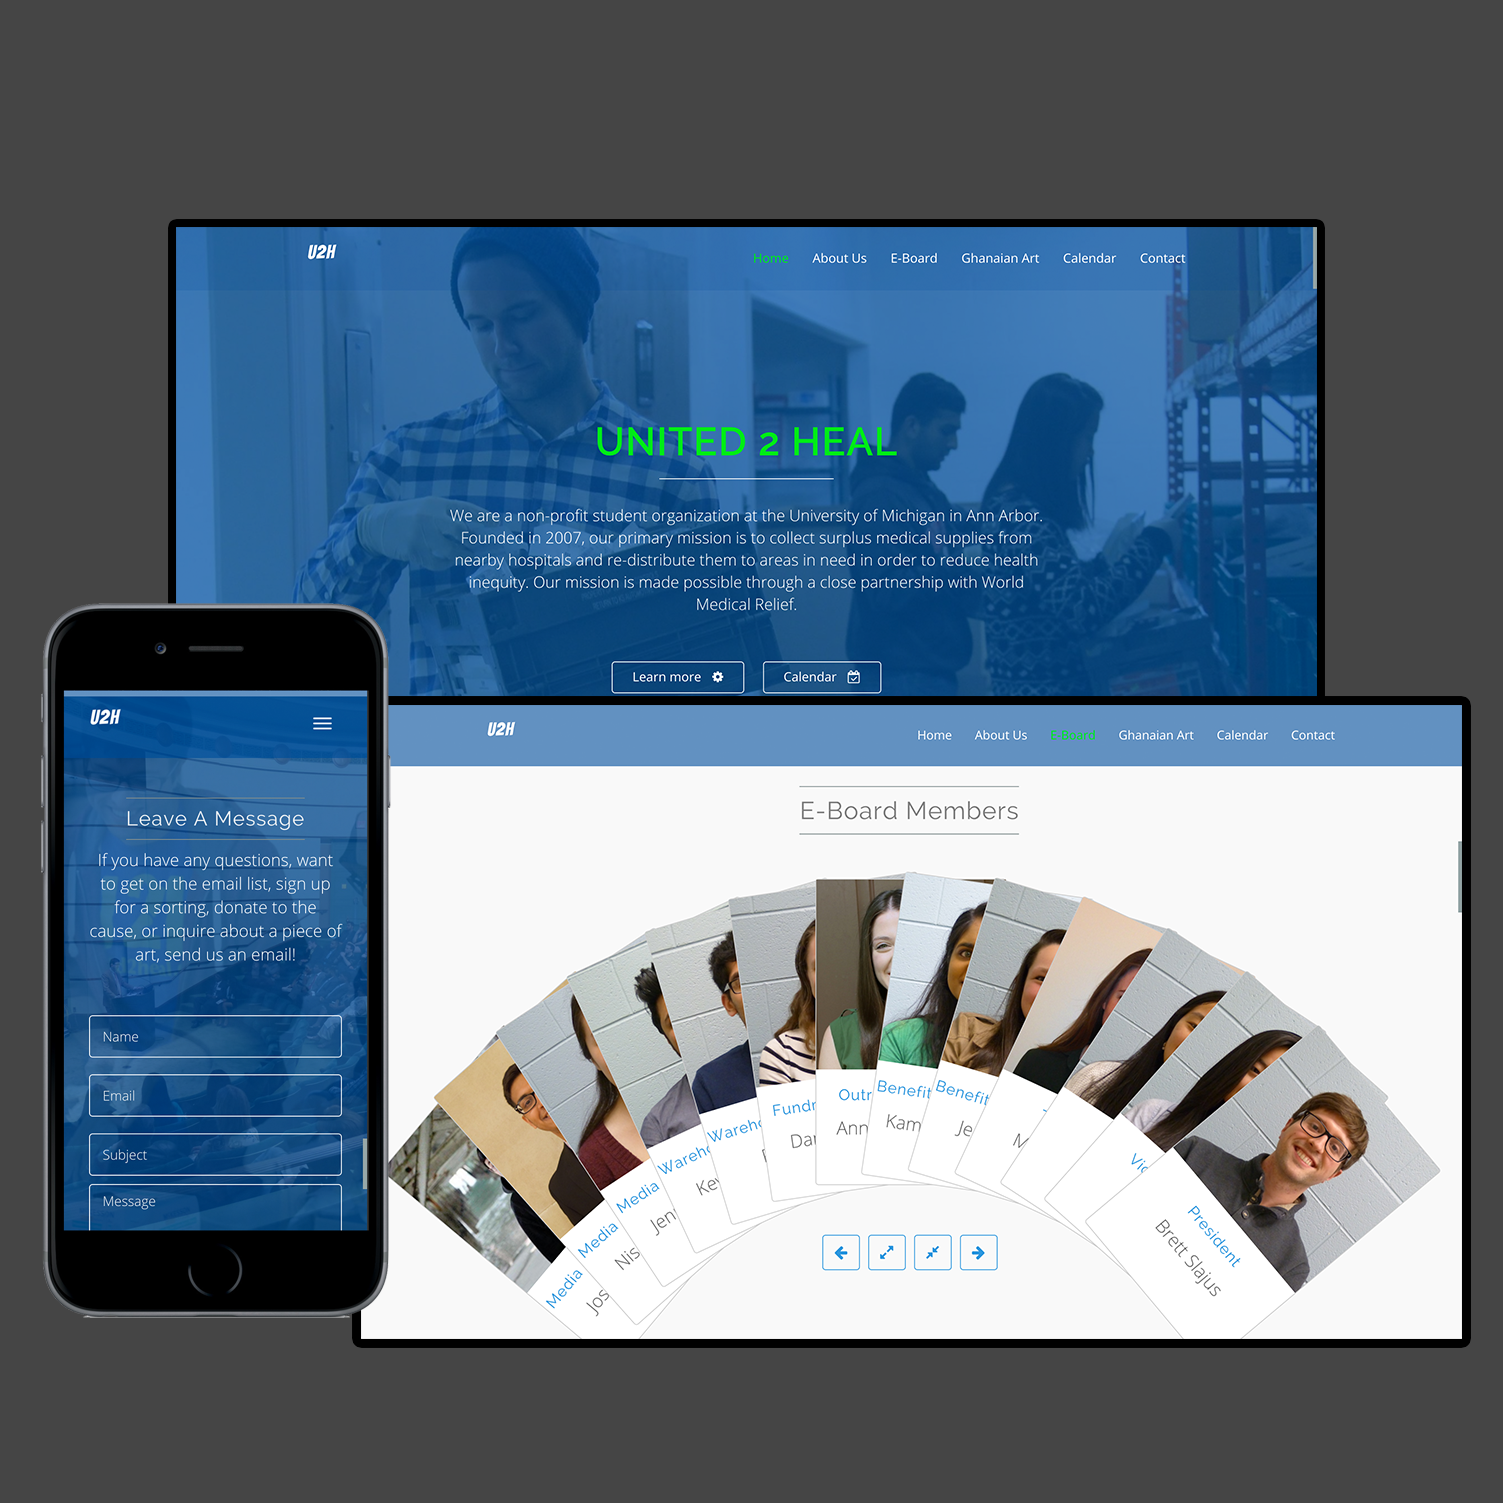 U2H
Home About Us E-Board Ghanaian Art Calendar Contact
UNITED 2 HEAL
We are a non-profit student organization at the University of Michigan in Ann Arbor.
Founded in 2007, our primary mission is to collect surplus medical supplies from
nearby hospitals and re-distribute them to areas in need in order to reduce health
inequity. Our mission is made possible through a close partnership with World
Medical Relief.
Learn more Calendar
U2H
Leave A Message
If you have any questions, want
to get on the email list, sign up
for a sorting, donate to the
cause, or inquire about a piece of
art, send us an email!
Name
Email
Subject
Message
U2H
Home About Us E-Board Ghanaian Art Calendar Contact
E-Board Members
Media
Jos
Media
Nis
Media
Jen
Wareho
Key
Wareho
Fundr
Dan
Outr
Ann
Benefit
Kam
Benefit
Je
M
Vic
President
Brett Slajus